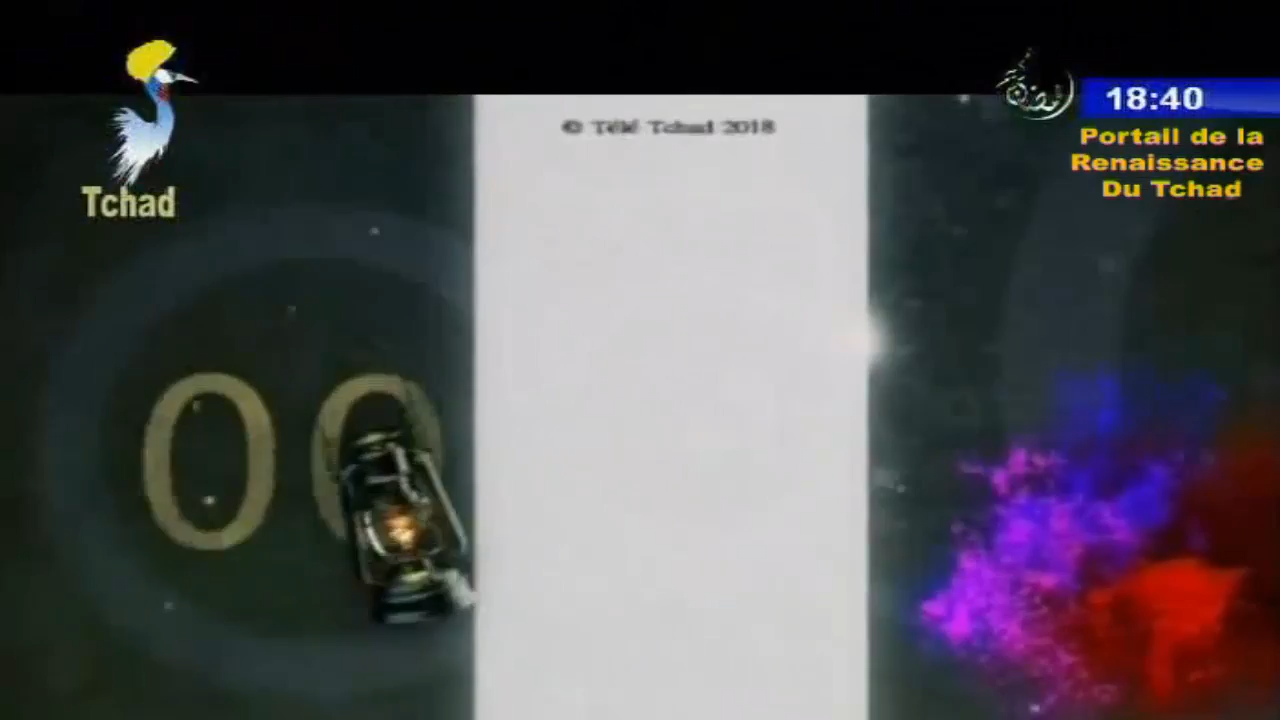 Tchad
© Télé Tchad 2018
18:40
Portail de la
Renaissance
Du Tchad
00